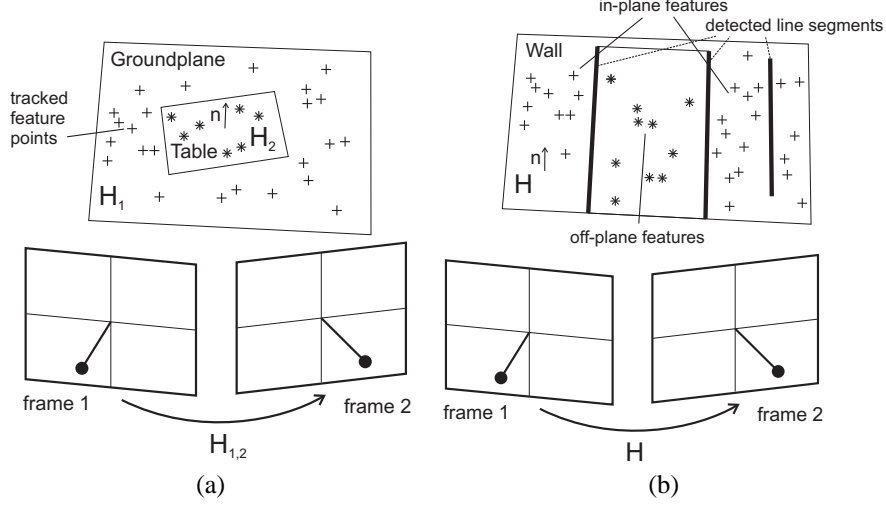 Groundplane
tracked
feature
points
n
H2
Table
H1
frame 1
frame 2
H1,2
(a)
in-plane features
detected line segments
Wall
n
H
off-plane features
frame 1
frame 2
H
(b)